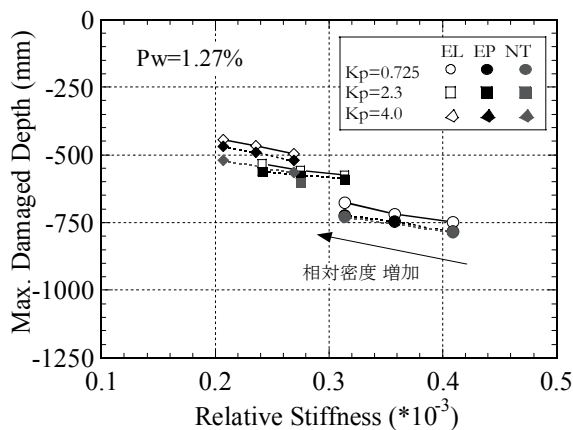 Max. Damaged Depth (mm)
0
-250
-500
-750
-1000
-1250
Pw=1.27%
EL EP NT
Kp=0.725
Kp=2.3
Kp=4.0
相対密度 増加
0.1 0.2 0.3 0.4 0.5
Relative Stiffness (*10-3)